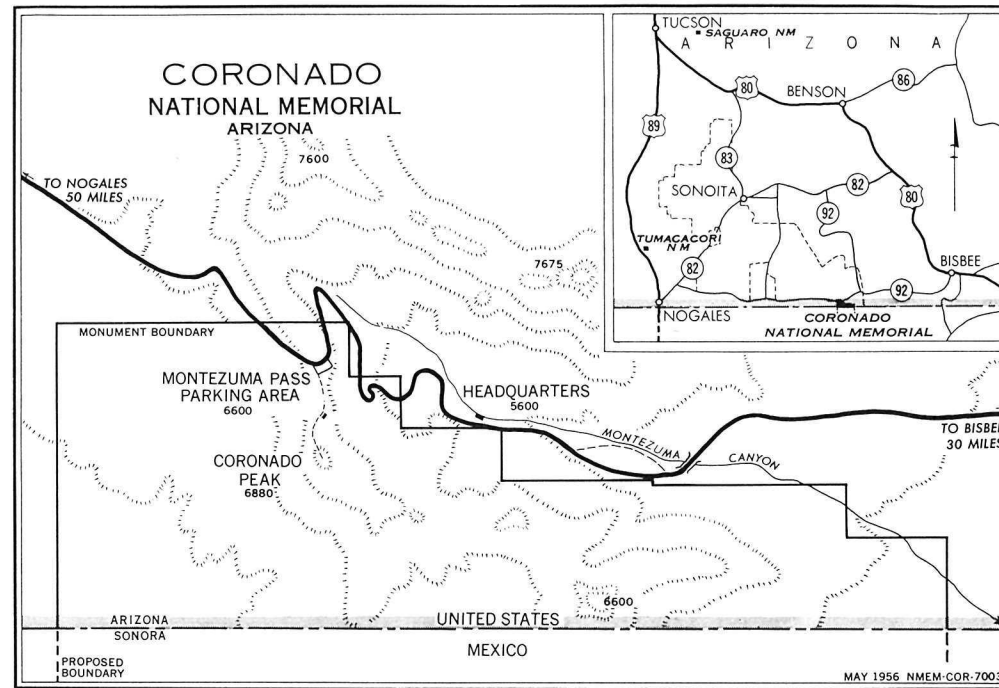 CORONADO
NATIONAL MEMORIAL
ARIZONA
7600
TO NOGALES
50 MILES
7675
MONUMENT BOUNDARY
MONTEZUMA PASS
PARKING AREA
6600
HEADQUARTERS
5600
MONTEZUMA
CANYON
TO BISBEE
30 MILES
CORONADO
PEAK
6880
6600
ARIZONA
SONORA
UNITED STATES
MEXICO
PROPOSED
BOUNDARY
MAY 1956 NMEM-COR-7003
TUCSON
SAGUARO NM
ARIZONA
80
BENSON
86
89
83
SONOITA
82
92
80
TUMACACORI
NM
82
BISBEE
92
NOGALES
CORONADO
NATIONAL MEMORIAL